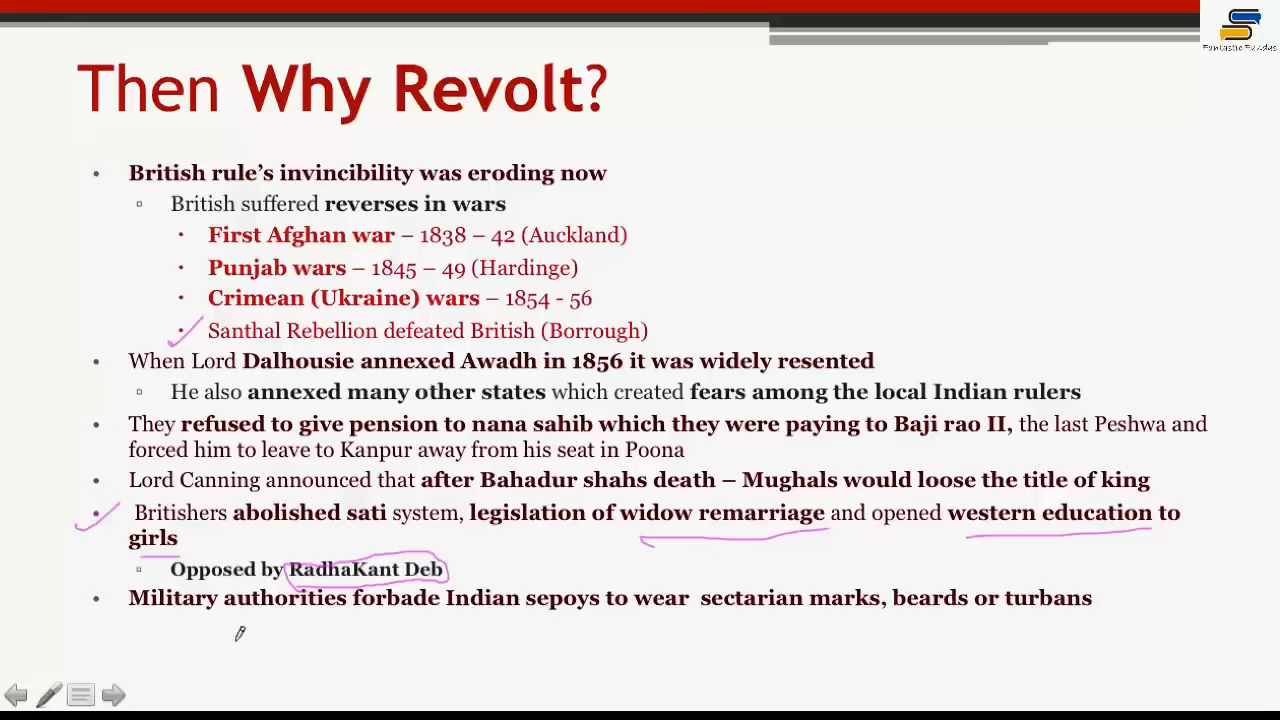 Fantastic Fundas
Then Why Revolt?
• British rule's invincibility was eroding now
▫ British suffered reverses in wars
• First Afghan war – 1838 – 42 (Auckland)
• Punjab wars – 1845 – 49 (Hardinge)
• Crimean (Ukraine) wars – 1854 - 56
• Santhal Rebellion defeated British (Borrough)
• When Lord Dalhousie annexed Awadh in 1856 it was widely resented
▫ He also annexed many other states which created fears among the local Indian rulers
• They refused to give pension to nana sahib which they were paying to Baji rao II, the last Peshwa and
forced him to leave to Kanpur away from his seat in Poona
• Lord Canning announced that after Bahadur shahs death – Mughals would loose the title of king
• Britishers abolished sati system, legislation of widow remarriage and opened western education to
girls
▫ Opposed by RadhaKant Deb
• Military authorities forbade Indian sepoys to wear sectarian marks, beards or turbans